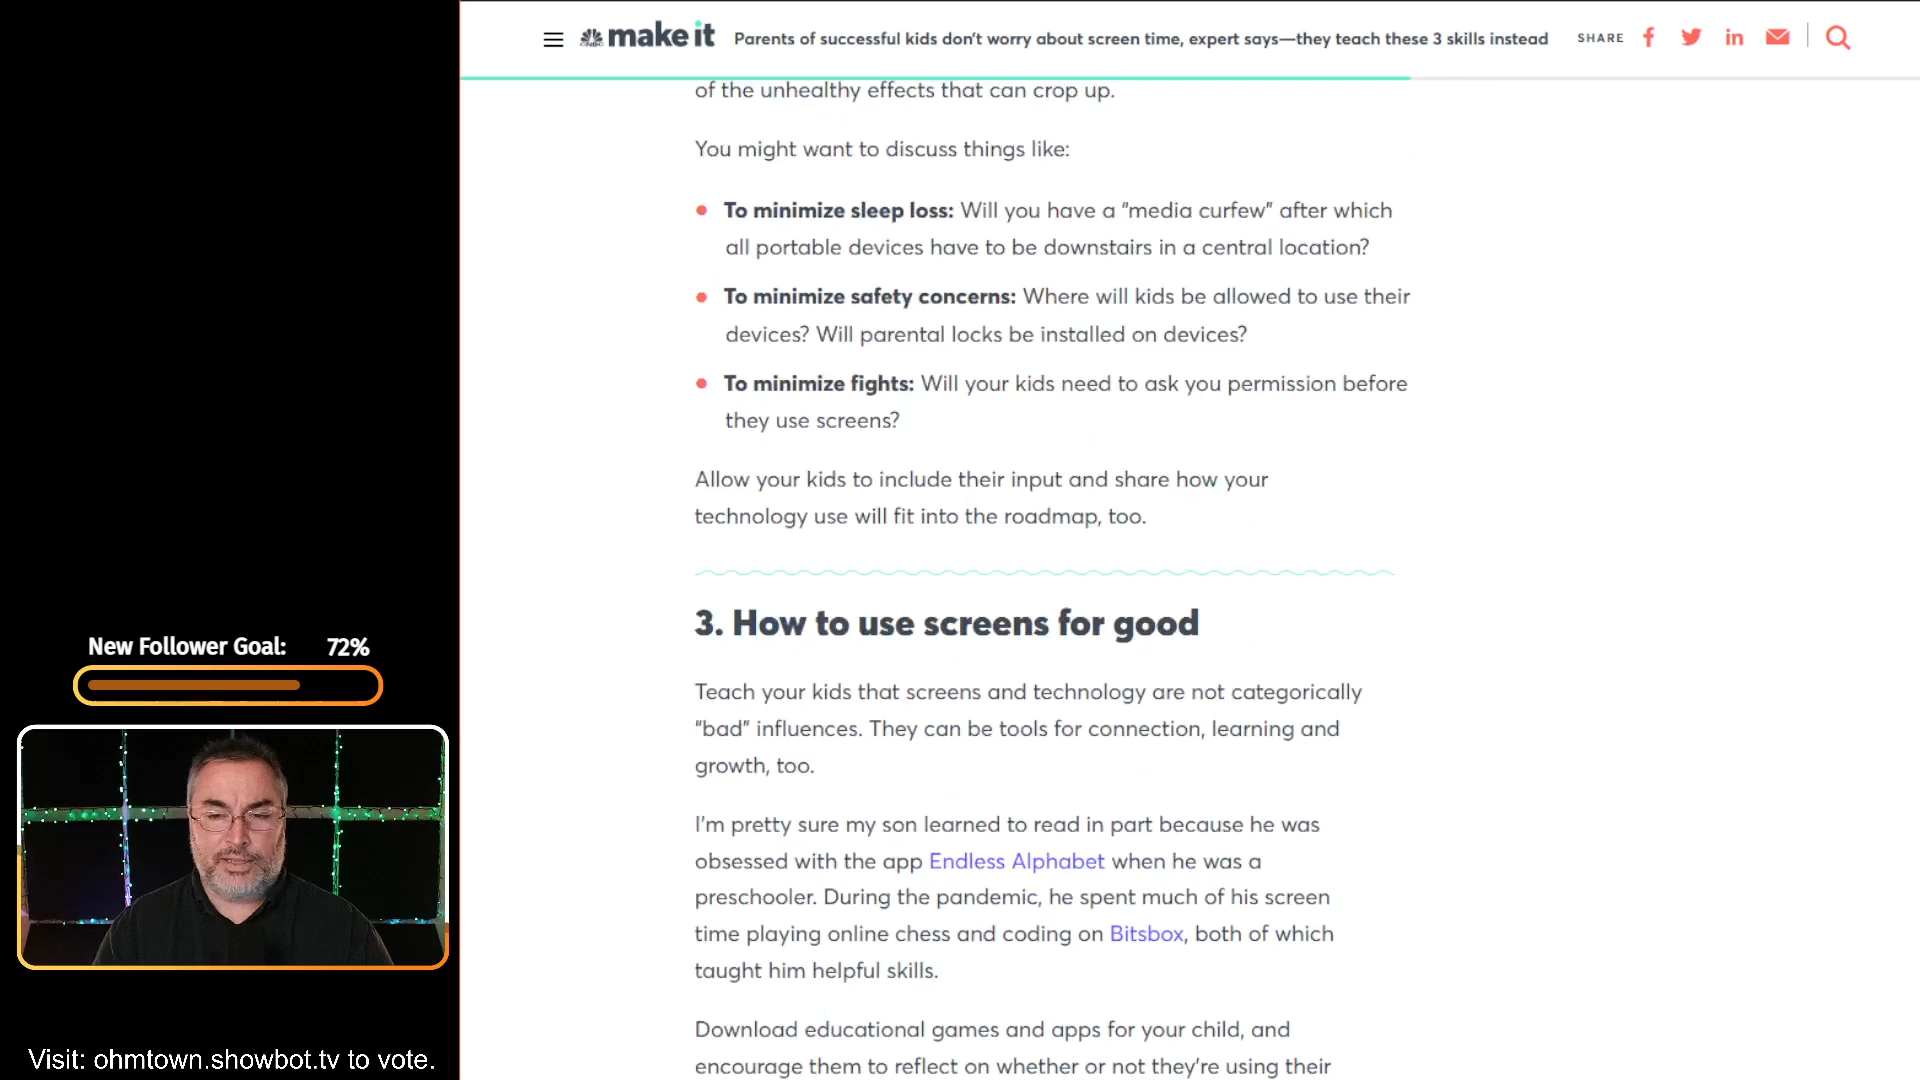 make it
Parents of successful kids don't worry about screen time, expert says—they teach these 3 skills instead
SHARE
of the unhealthy effects that can crop up.
You might want to discuss things like:
To minimize sleep loss: Will you have a “media curfew” after which
all portable devices have to be downstairs in a central location?
To minimize safety concerns: Where will kids be allowed to use their
devices? Will parental locks be installed on devices?
To minimize fights: Will your kids need to ask you permission before
they use screens?
Allow your kids to include their input and share how your
technology use will fit into the roadmap, too.
3. How to use screens for good
Teach your kids that screens and technology are not categorically
“bad” influences. They can be tools for connection, learning and
growth, too.
I’m pretty sure my son learned to read in part because he was
obsessed with the app Endless Alphabet when he was a
preschooler. During the pandemic, he spent much of his screen
time playing online chess and coding on Bitsbox, both of which
taught him helpful skills.
Download educational games and apps for your child, and
encourage them to reflect on whether or not they’re using their
New Follower Goal: 72%
Visit: ohmtown.showbot.tv to vote.